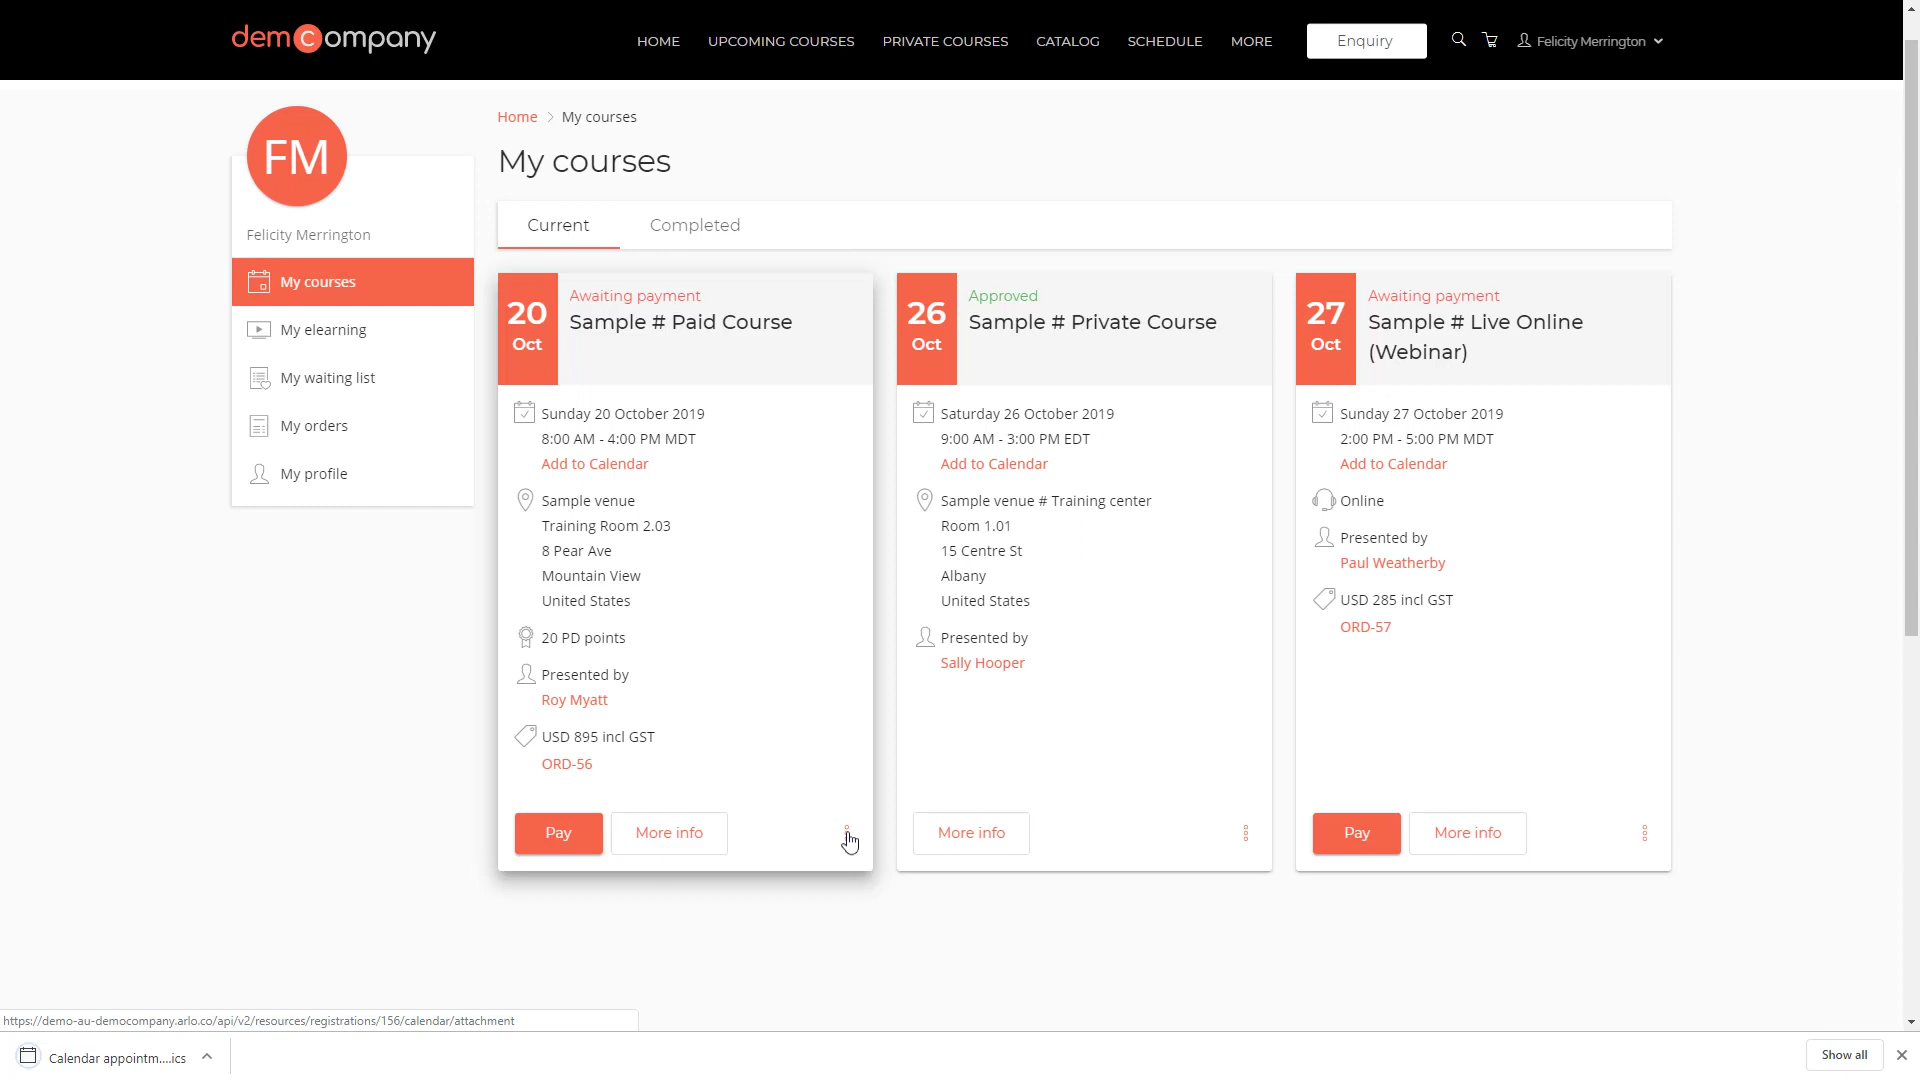 democompany
HOME UPCOMING COURSES PRIVATE COURSES CATALOG SCHEDULE MORE Enquiry Felicity Merrington
FM
Felicity Merrington
My courses
My elearning
My waiting list
My orders
My profile
Home > My courses
My courses
Current Completed
20
Oct
Awaiting payment
Sample # Paid Course
Sunday 20 October 2019
8:00 AM - 4:00 PM MDT
Add to Calendar
Sample venue
Training Room 2.03
8 Pear Ave
Mountain View
United States
20 PD points
Presented by
Roy Myatt
USD 895 incl GST
ORD-56
Pay More info
26
Oct
Approved
Sample # Private Course
Saturday 26 October 2019
9:00 AM - 3:00 PM EDT
Add to Calendar
Sample venue # Training center
Room 1.01
15 Centre St
Albany
United States
Presented by
Sally Hooper
More info
27
Oct
Awaiting payment
Sample # Live Online
(Webinar)
Sunday 27 October 2019
2:00 PM - 5:00 PM MDT
Add to Calendar
Online
Presented by
Paul Weatherby
USD 285 incl GST
ORD-57
Pay More info
https://demo-au-democompany.arlo.co/api/v2/resources/registrations/156/calendar/attachment
Calendar appointm....ics
Show all